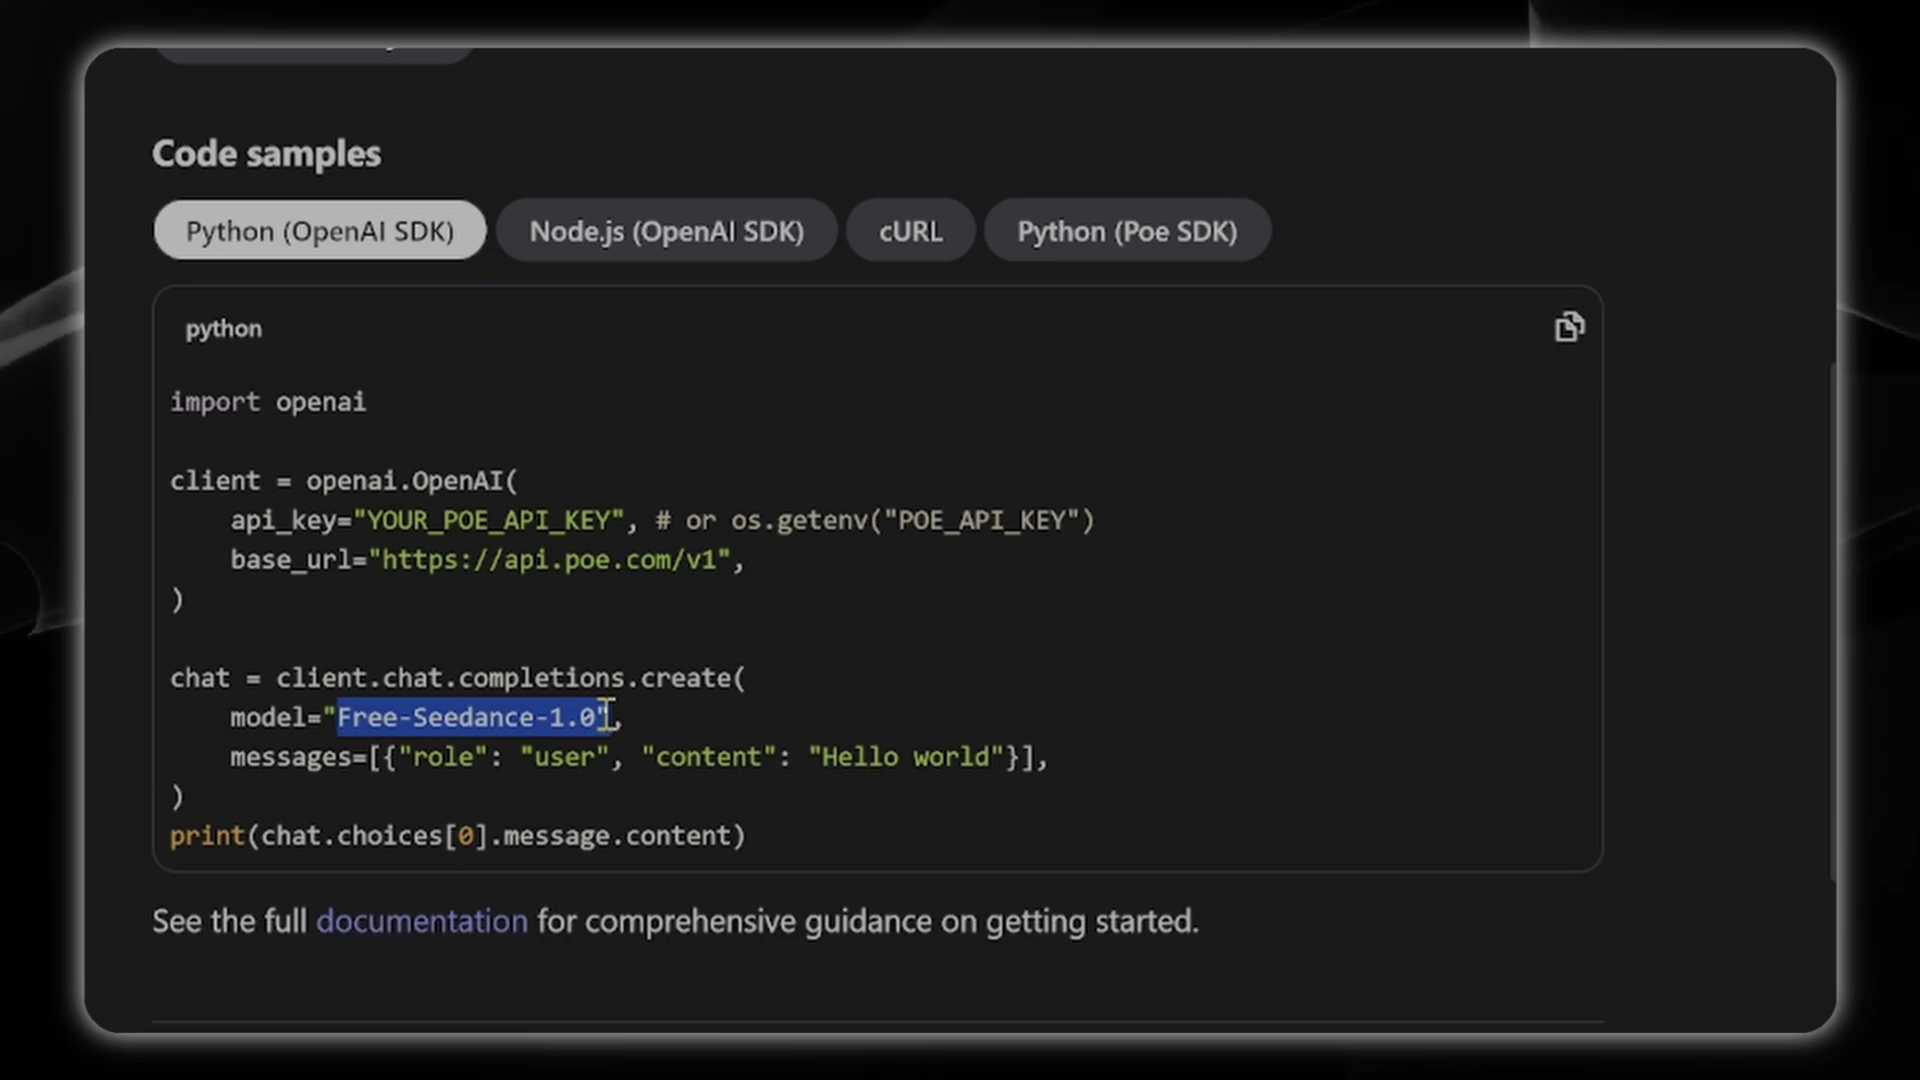 Code samples
Python (OpenAI SDK) Node.js (OpenAI SDK) cURL Python (Poe SDK)
python
import openai
client = openai.OpenAI(
    api_key="YOUR_POE_API_KEY", # or os.getenv("POE_API_KEY")
    base_url="https://api.poe.com/v1",
)
chat = client.chat.completions.create(
    model="Free-Seedance-1.0",
    messages=[{"role": "user", "content": "Hello world"}],
)
print(chat.choices[0].message.content)
See the full documentation for comprehensive guidance on getting started.